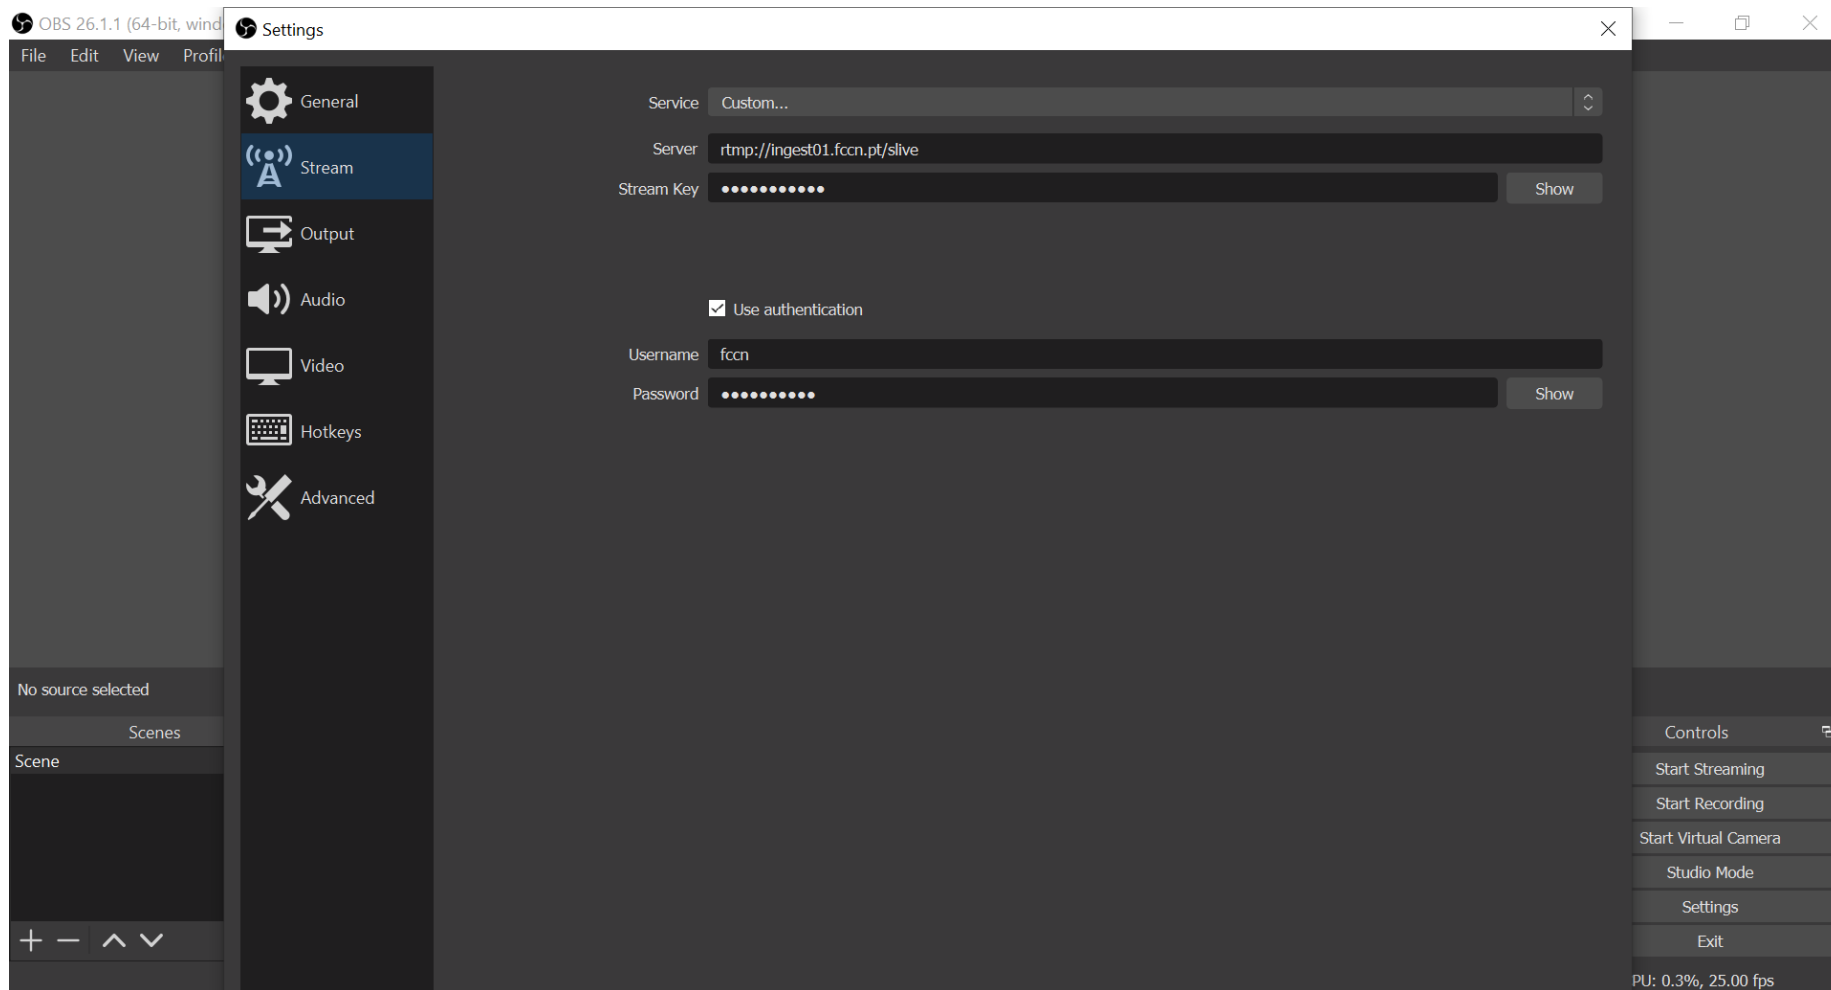 OBS 26.1.1 (64-bit, wind
Settings
File Edit View Profil
General
Stream
Output
Audio
Video
Hotkeys
Advanced
Service Custom...
Server rtmp://ingest01.fccn.pt/slive
Stream Key ●●●●●●●●●●● Show
Use authentication
Username fccn
Password ●●●●●●●●●● Show
No source selected
Scenes
Scene
Controls
Start Streaming
Start Recording
Start Virtual Camera
Studio Mode
Settings
Exit
PU: 0.3%, 25.00 fps